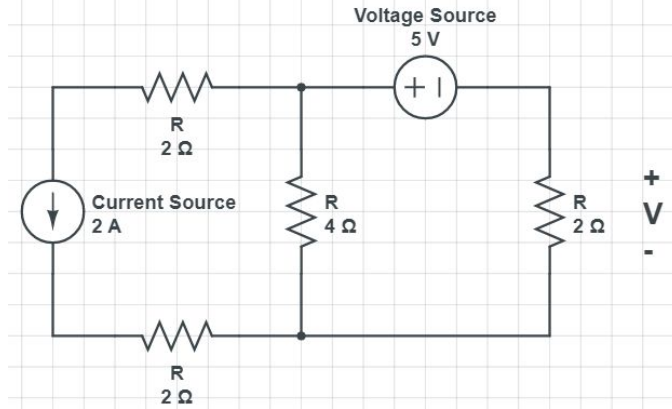 Voltage Source
5 V
+ |
R
2 Ω
Current Source
2 A
R
4 Ω
R
2 Ω
+
V
-
R
2 Ω